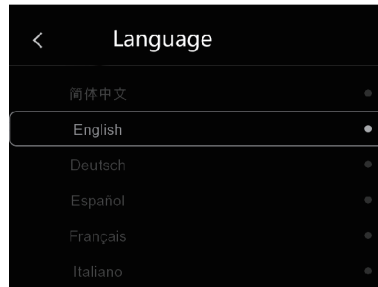 Language
简体中文
English
Deutsch
Español
Français
Italiano